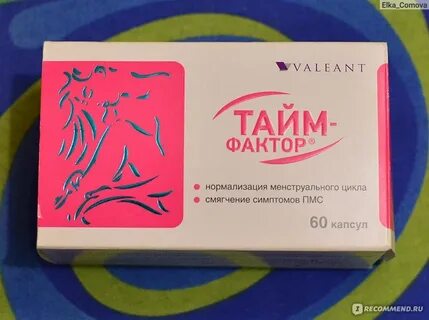 Elka_Comova
VALEANT
ТАЙМ-
ФАКТОР®
• нормализация менструального цикла
• смягчение симптомов ПМС
60 капсул
RECOMMEND.RU